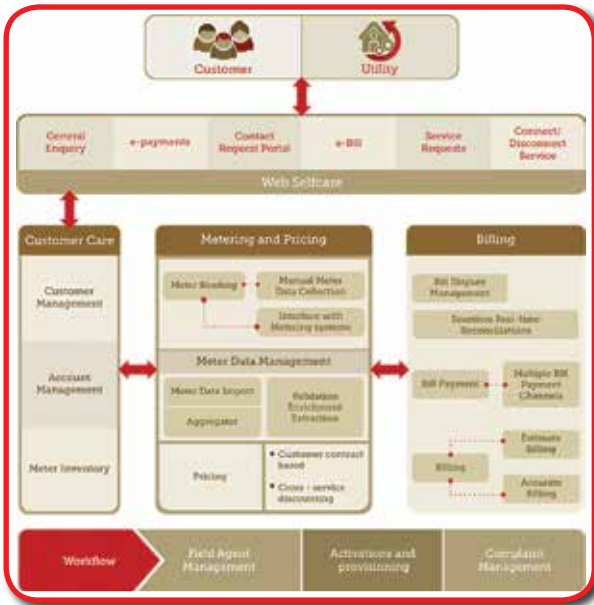 Customer
Utility
General
Enquiry
e-payments
Contact
Request Portal
e-Bill
Service
Requests
Connect/
Disconnect
Service
Web Selfcare
Customer Care
Customer
Management
Account
Management
Meter Inventory
Metering and Pricing
Meter Reading
Manual Meter
Data Collection
Interface with
Metering systems
Meter Data Management
Meter Data Import
Aggregator
Validation
Enrichment
Extraction
Pricing
• Customer contract
based
• Cross - service
discounting
Billing
Bill Dispute
Management
Seamless Real-time
Reconciliations
Bill Payment
Multiple Bill
Payment
Channels
Billing
Estimate
Billing
Accurate
Billing
Workflow
Field Agent
Management
Activations and
provisioning
Complaint
Management